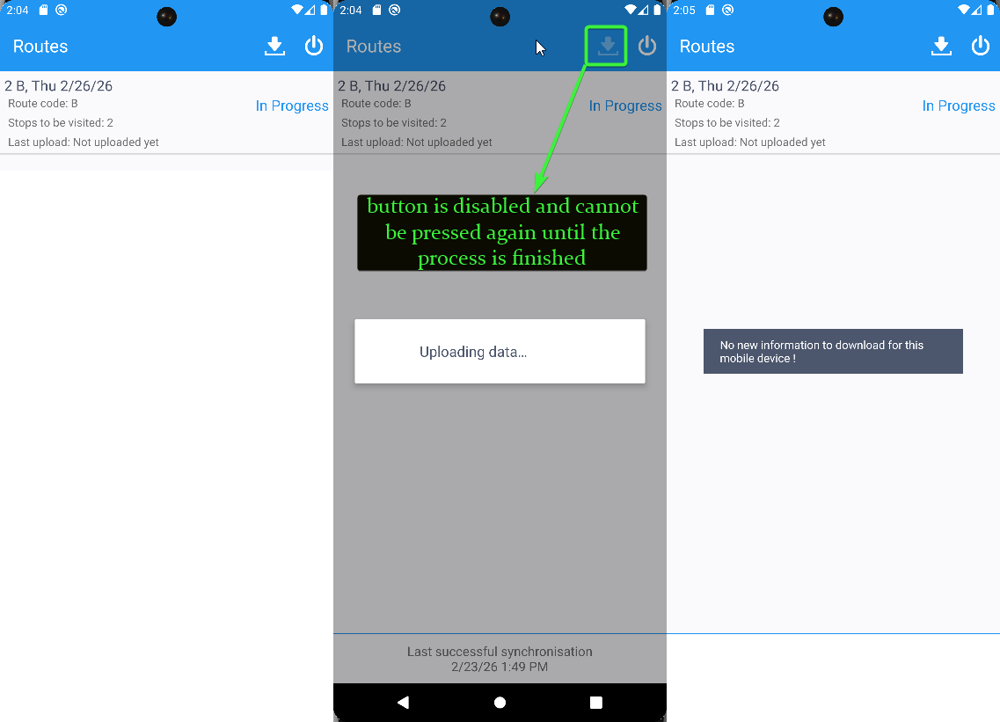 2:04
Routes
2 B, Thu 2/26/26
Route code: B
In Progress
Stops to be visited: 2
Last upload: Not uploaded yet
2:04
Routes
2 B, Thu 2/26/26
Route code: B
In Progress
Stops to be visited: 2
Last upload: Not uploaded yet
button is disabled and cannot
be pressed again until the
process is finished
Uploading data...
Last successful synchronisation
2/23/26 1:49 PM
2:05
Routes
2 B, Thu 2/26/26
Route code: B
In Progress
Stops to be visited: 2
Last upload: Not uploaded yet
No new information to download for this
mobile device !